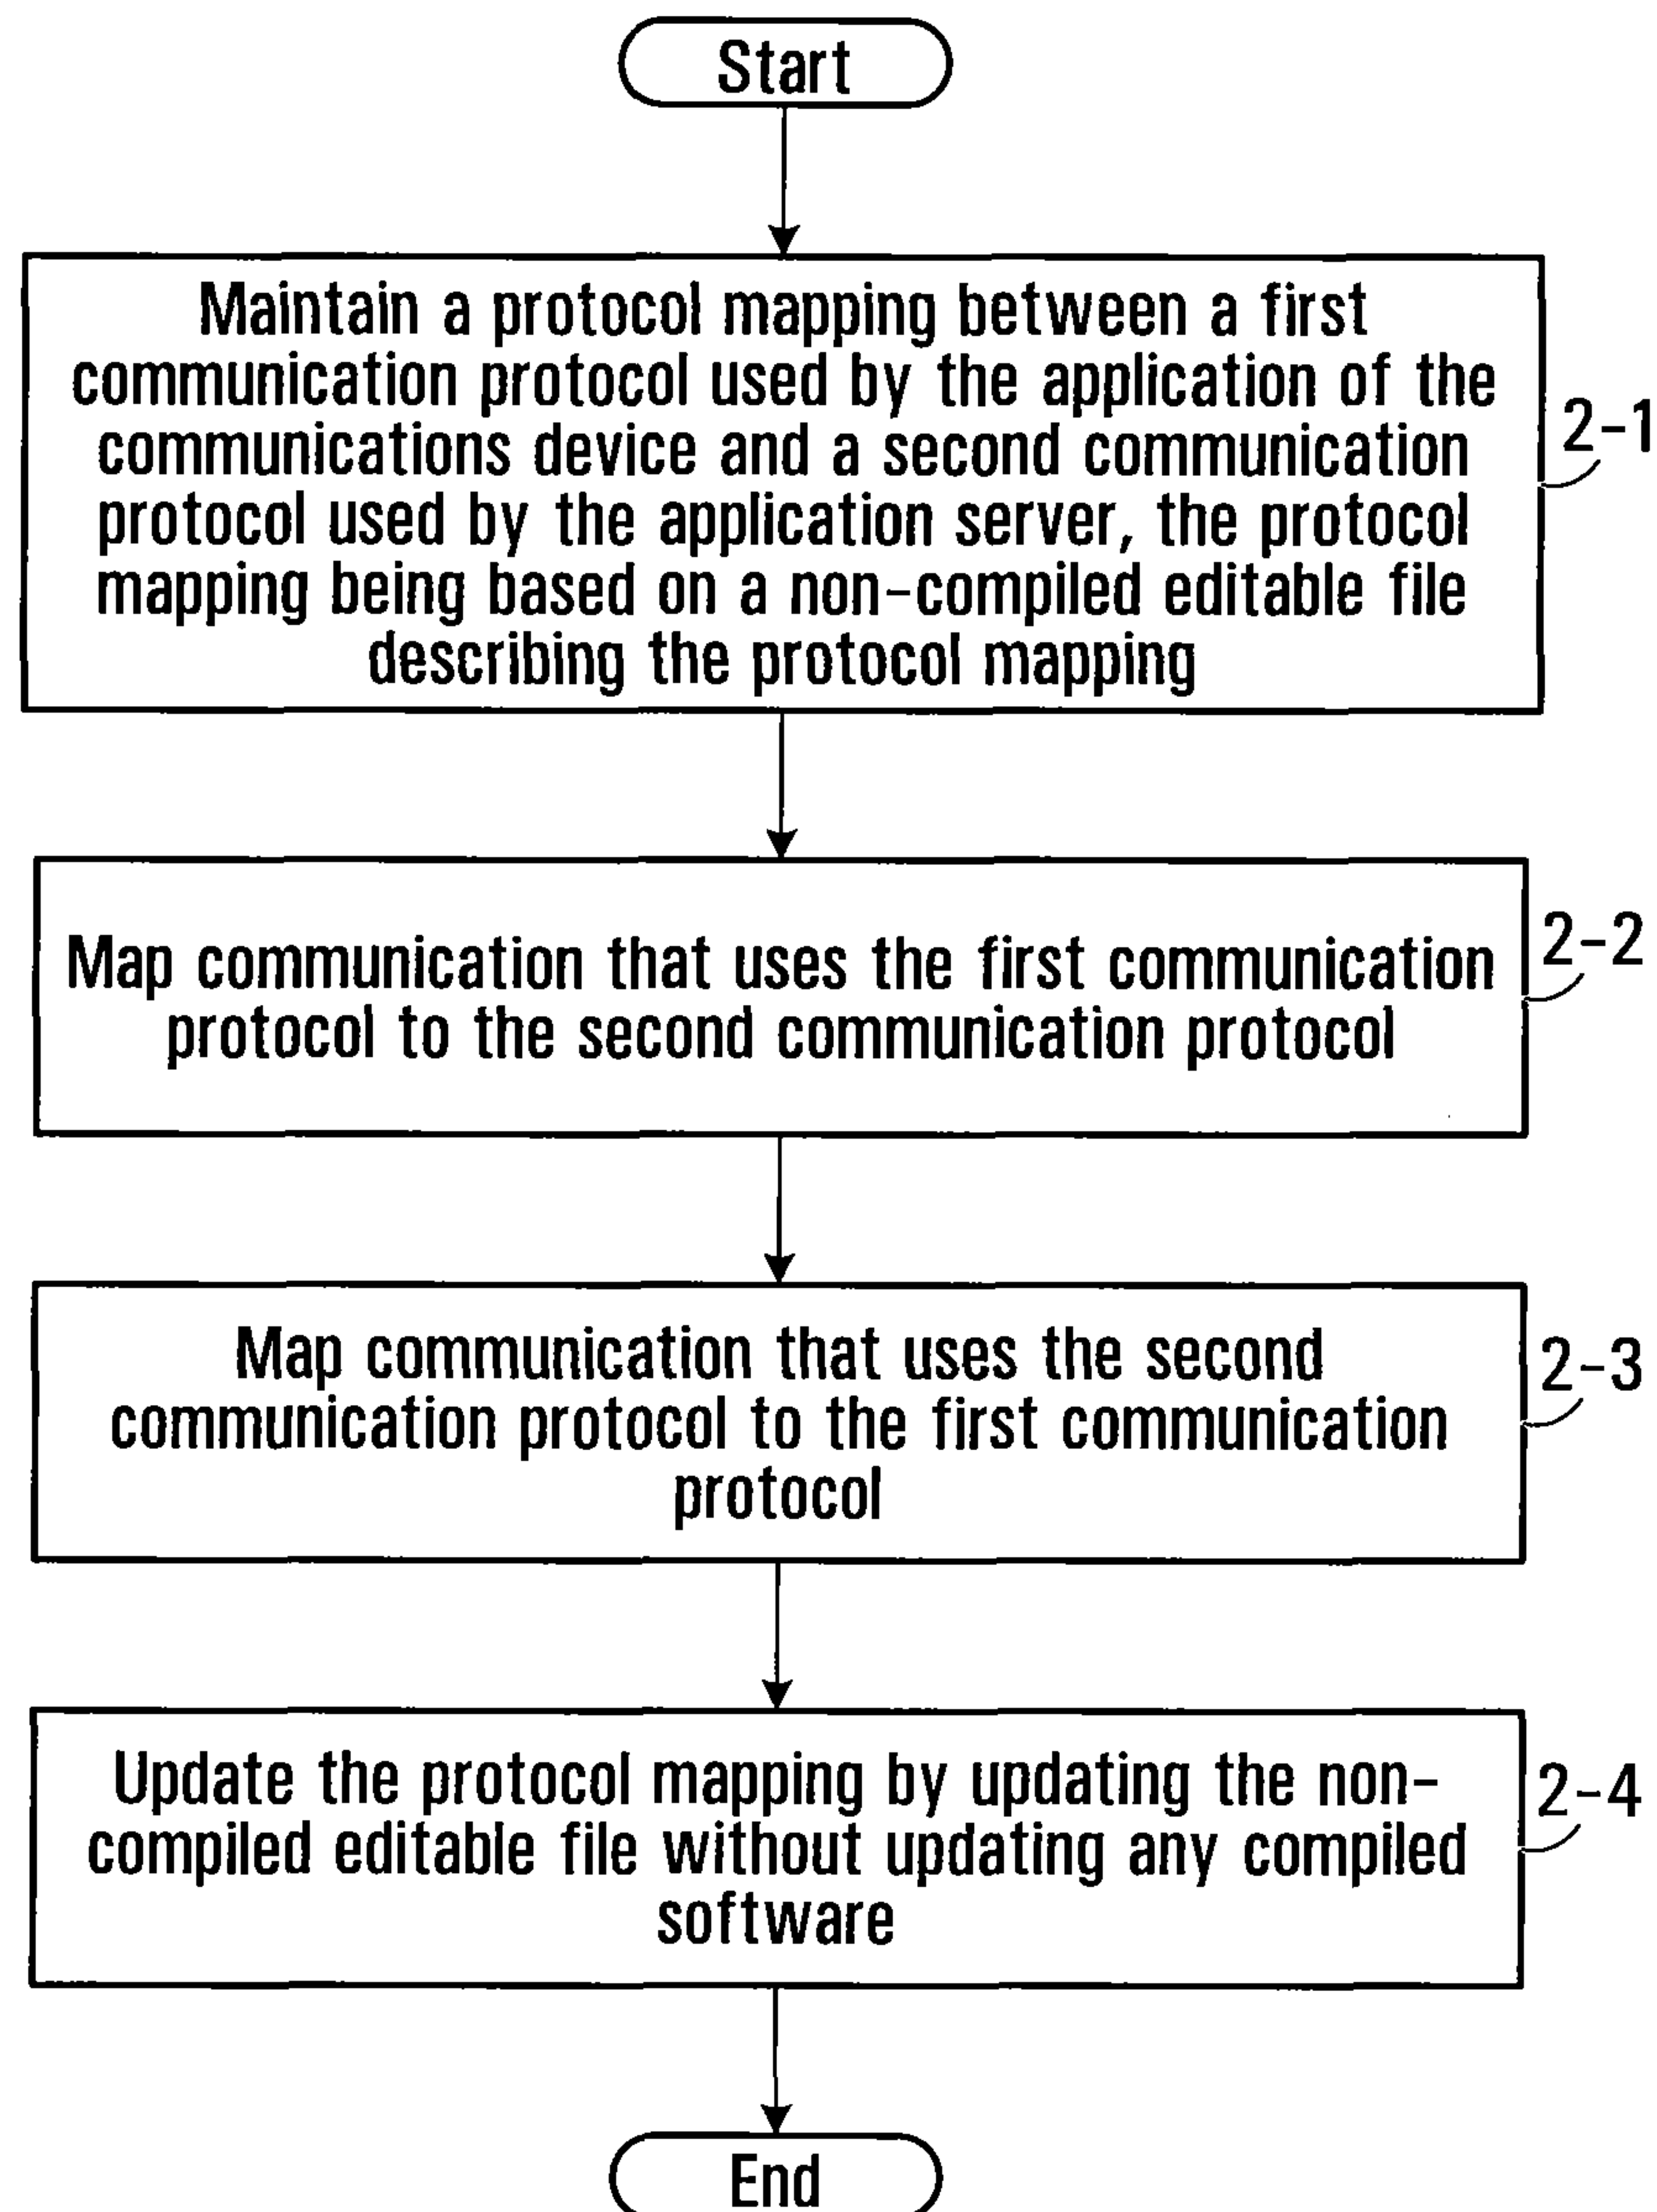 Start
Maintain a protocol mapping between a first
communication protocol used by the application of the
communications device and a second communication
protocol used by the application server, the protocol
mapping being based on a non-compiled editable file
describing the protocol mapping
2-1
Map communication that uses the first communication
protocol to the second communication protocol
2-2
Map communication that uses the second
communication protocol to the first communication
protocol
2-3
Update the protocol mapping by updating the non-
compiled editable file without updating any compiled
software
2-4
End